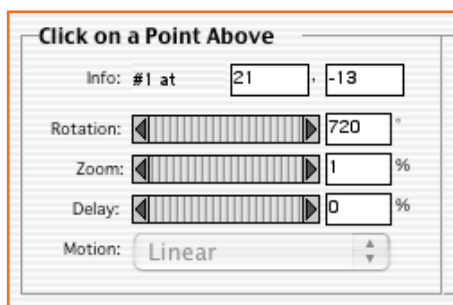 Click on a Point Above
Info: #1 at 21 , -13
Rotation: 720 °
Zoom: 1 %
Delay: 0 %
Motion: Linear